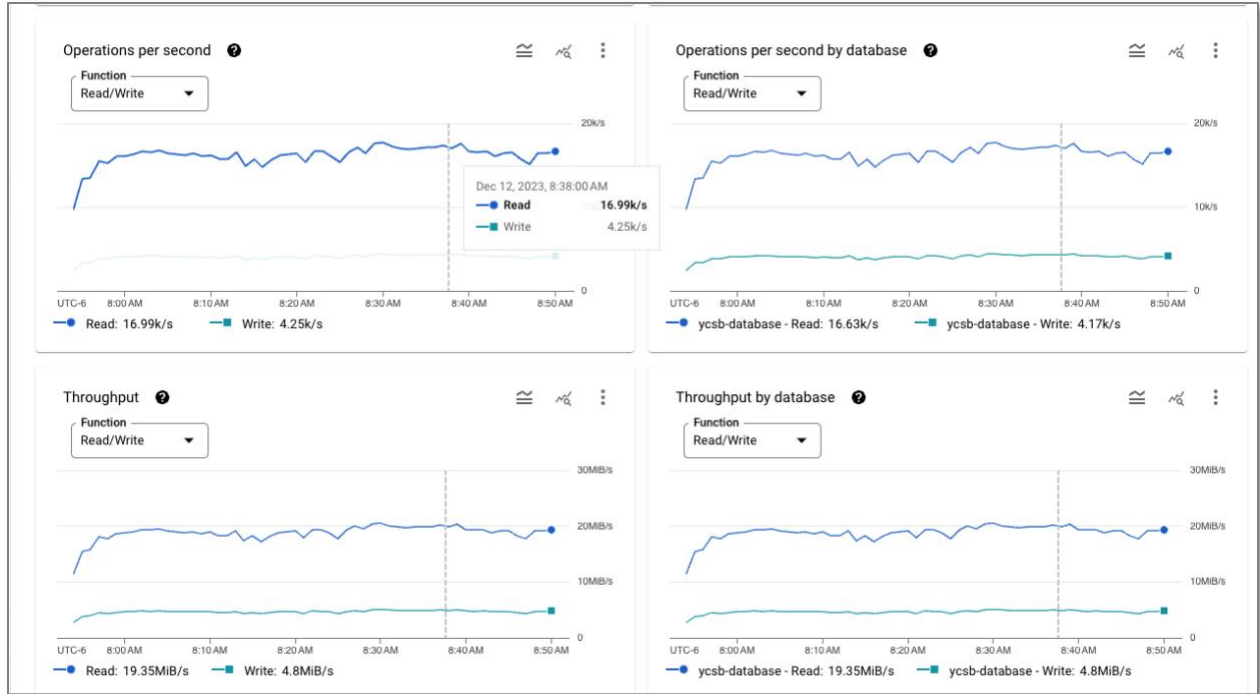 Operations per second ?
Function
Read/Write
20k/s
Dec 12, 2023, 8:38:00 AM
Read 16.99k/s
Write 4.25k/s
0
UTC-6 8:00 AM 8:10 AM 8:20 AM 8:30 AM 8:40 AM 8:50 AM
Read: 16.99k/s Write: 4.25k/s
Operations per second by database ?
Function
Read/Write
20k/s
10k/s
0
UTC-6 8:00 AM 8:10 AM 8:20 AM 8:30 AM 8:40 AM 8:50 AM
ycsb-database - Read: 16.63k/s ycsb-database - Write: 4.17k/s
Throughput ?
Function
Read/Write
30MiB/s
20MiB/s
10MiB/s
0
UTC-6 8:00 AM 8:10 AM 8:20 AM 8:30 AM 8:40 AM 8:50 AM
Read: 19.35MiB/s Write: 4.8MiB/s
Throughput by database ?
Function
Read/Write
30MiB/s
20MiB/s
10MiB/s
0
UTC-6 8:00 AM 8:10 AM 8:20 AM 8:30 AM 8:40 AM 8:50 AM
ycsb-database - Read: 19.35MiB/s ycsb-database - Write: 4.8MiB/s